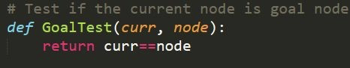 # Test if the current node is goal node
def GoalTest(curr, node):
    return curr==node